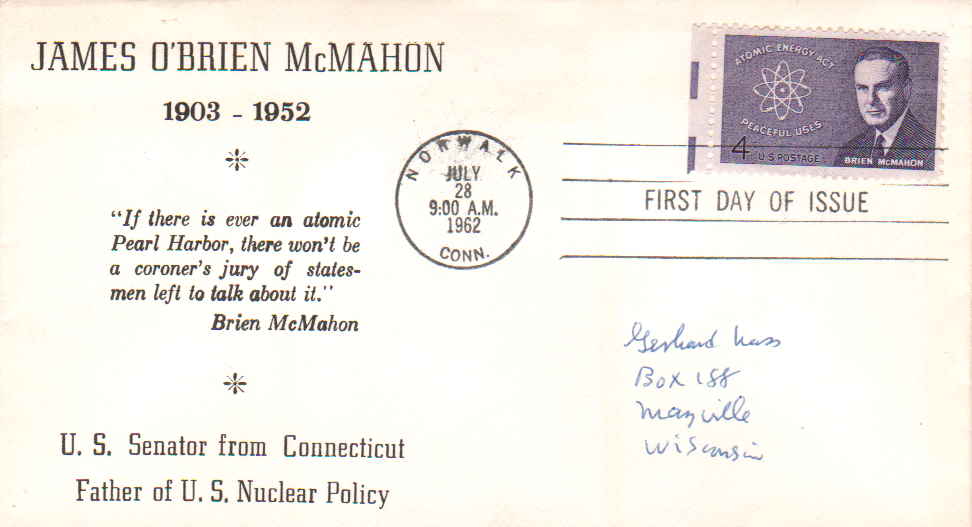 JAMES O'BRIEN McMAHON
1903 - 1952
"If there is ever an atomic
Pearl Harbor, there won't be
a coroner's jury of states-
men left to talk about it."
Brien McMahon
U. S. Senator from Connecticut
Father of U. S. Nuclear Policy
NORWALK
JULY
28
9:00 A.M.
1962
CONN.
ATOMIC ENERGY ACT
PEACEFUL USES
4 U.S. POSTAGE
BRIEN McMAHON
FIRST DAY OF ISSUE
Gerhard
Box 188
Mayville
Wisconsin